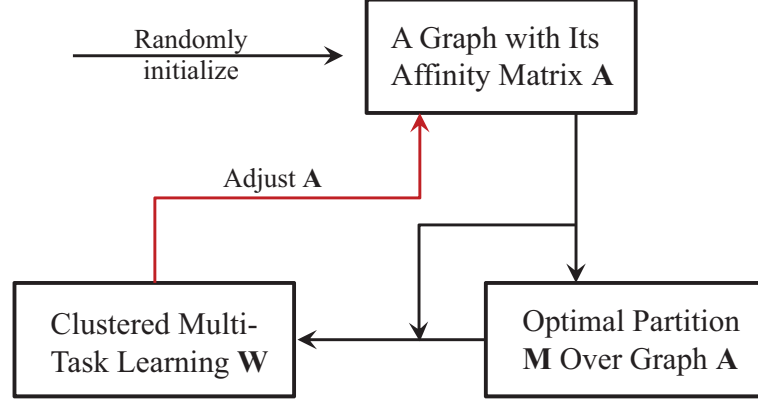 Randomly
initialize
A Graph with Its
Affinity Matrix A
Adjust A
Clustered Multi-
Task Learning W
Optimal Partition
M Over Graph A